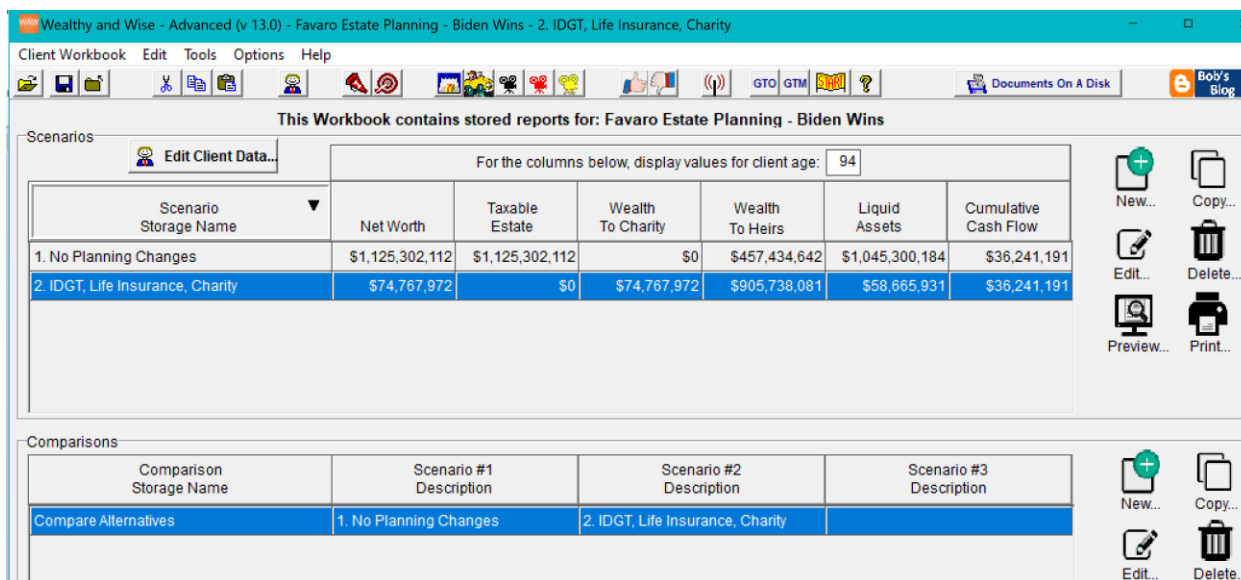 Wealthy and Wise - Advanced (v 13.0) - Favaro Estate Planning - Biden Wins - 2. IDGT, Life Insurance, Charity
Client Workbook Edit Tools Options Help
GTO GTM START ? Documents On A Disk Bob's Blog
This Workbook contains stored reports for: Favaro Estate Planning - Biden Wins
Scenarios
Edit Client Data...
For the columns below, display values for client age: 94
Scenario Storage Name Net Worth Taxable Estate Wealth To Charity Wealth To Heirs Liquid Assets Cumulative Cash Flow
1. No Planning Changes $1,125,302,112 $1,125,302,112 $0 $457,434,642 $1,045,300,184 $36,241,191
2. IDGT, Life Insurance, Charity $74,767,972 $0 $74,767,972 $905,738,081 $58,665,931 $36,241,191
New... Copy...
Edit... Delete...
Preview... Print...
Comparisons
Comparison Storage Name Scenario #1 Description Scenario #2 Description Scenario #3 Description
Compare Alternatives 1. No Planning Changes 2. IDGT, Life Insurance, Charity
New... Copy...
Edit... Delete.